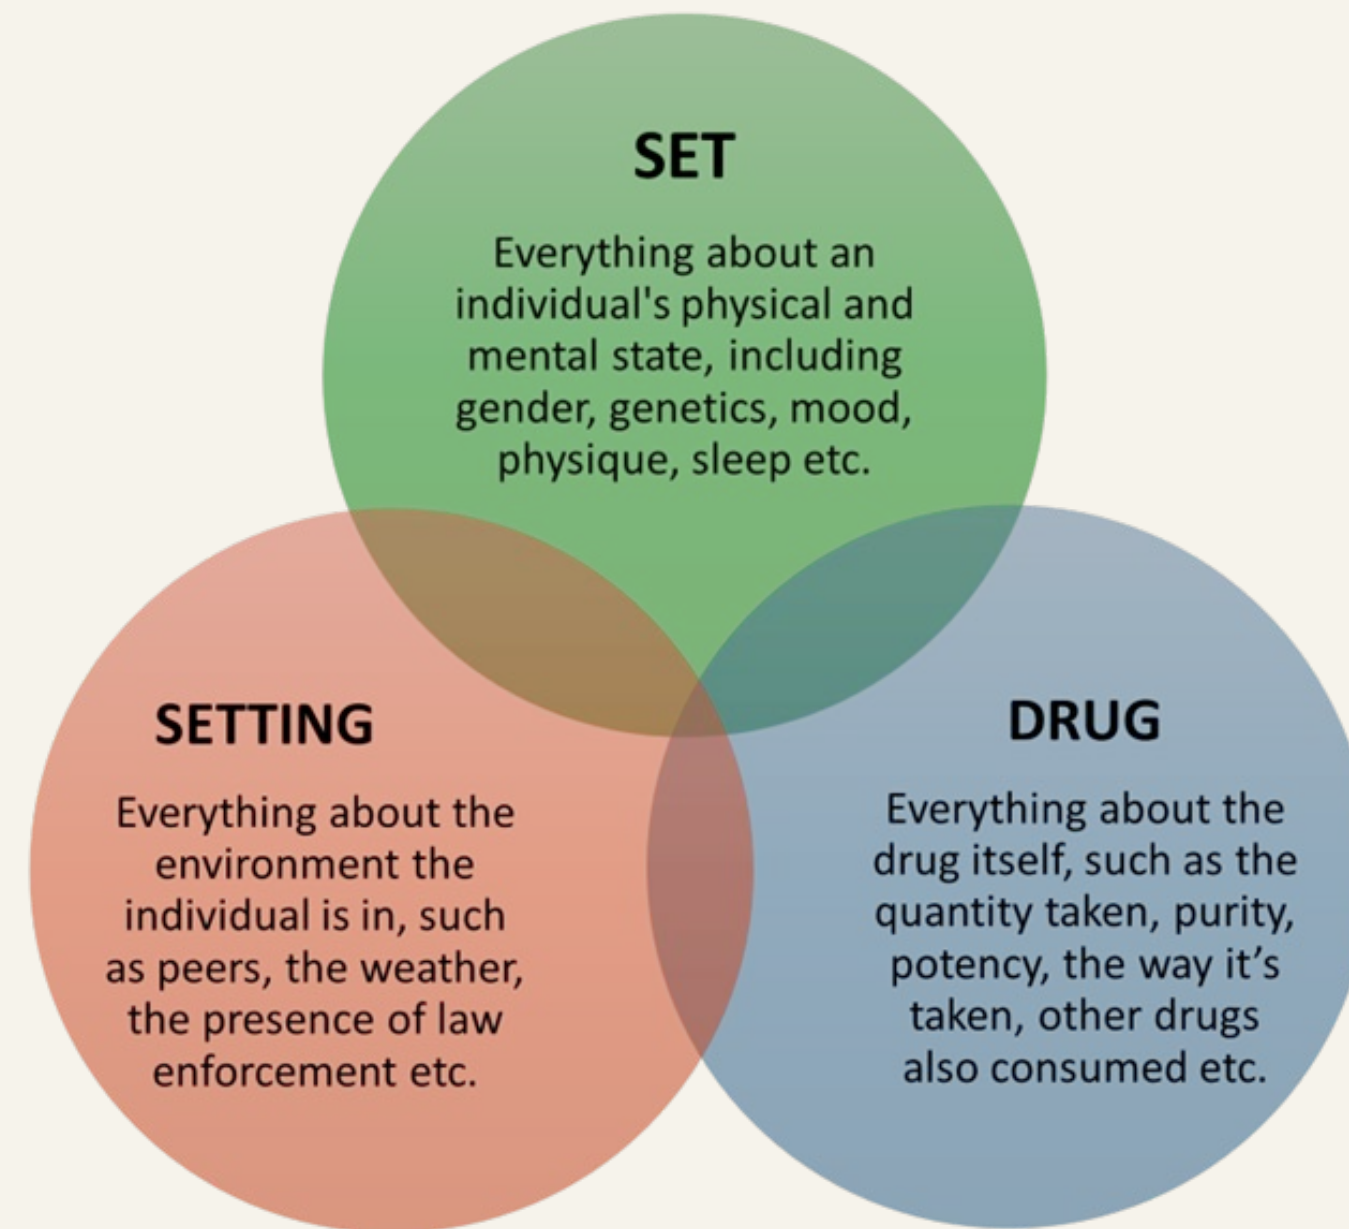 SET
Everything about an
individual's physical and
mental state, including
gender, genetics, mood,
physique, sleep etc.
SETTING
Everything about the
environment the
individual is in, such
as peers, the weather,
the presence of law
enforcement etc.
DRUG
Everything about the
drug itself, such as the
quantity taken, purity,
potency, the way it’s
taken, other drugs
also consumed etc.